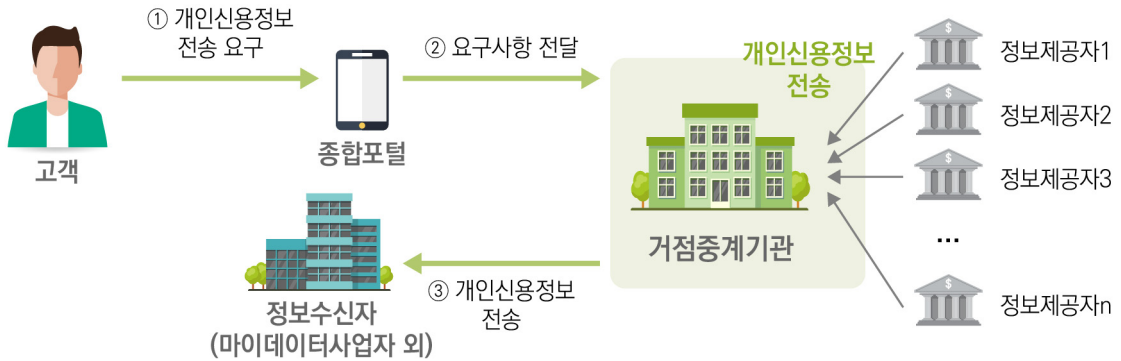 ① 개인신용정보
전송 요구
② 요구사항 전달
개인신용정보
전송
정보제공자1
정보제공자2
정보제공자3
...
정보제공자n
고객
종합포털
거점중계기관
③ 개인신용정보
전송
정보수신자
(마이데이터사업자 외)
$
$
$
$